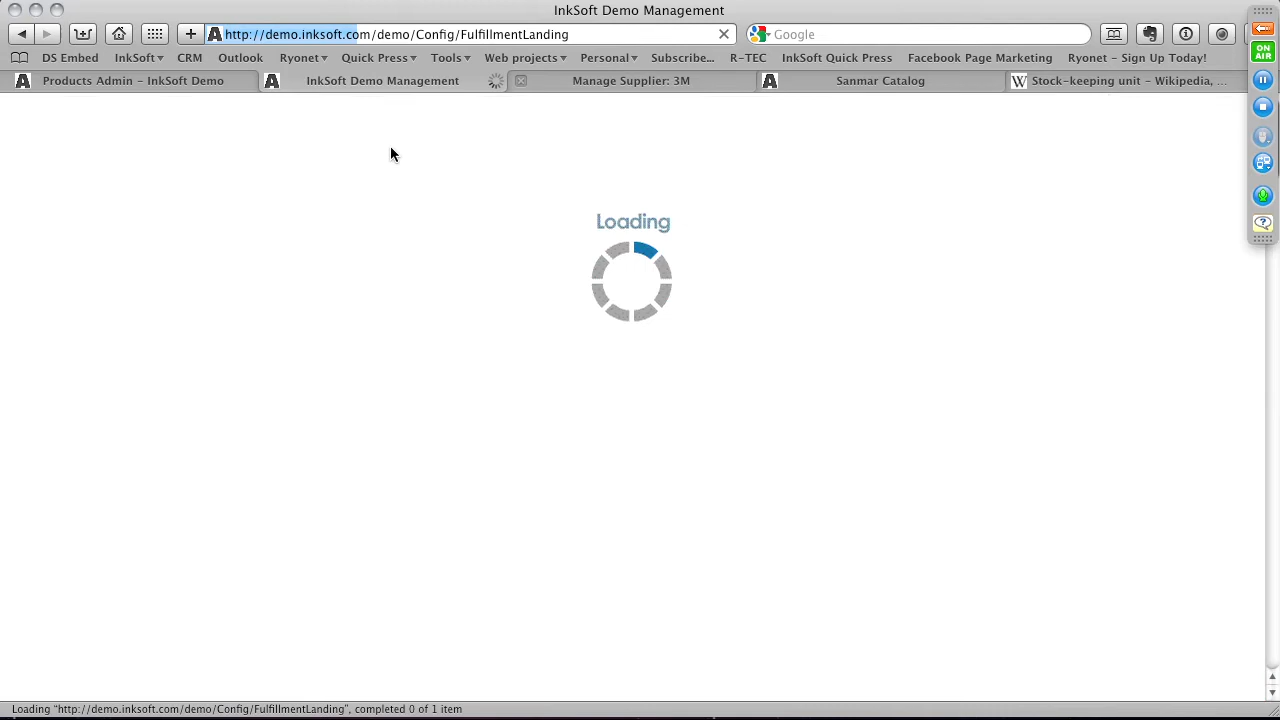 InkSoft Demo Management
http://demo.inksoft.com/demo/Config/FulfillmentLanding
Google
DS Embed InkSoft CRM Outlook Ryonet Quick Press Tools Web projects Personal Subscribe... R-TEC InkSoft Quick Press Facebook Page Marketing Ryonet - Sign Up Today!
ON AIR
Products Admin - InkSoft Demo InkSoft Demo Management Manage Supplier: 3M Sanmar Catalog W Stock-keeping unit - Wikipedia, ...
Loading
Loading "http://demo.inksoft.com/demo/Config/FulfillmentLanding", completed 0 of 1 item